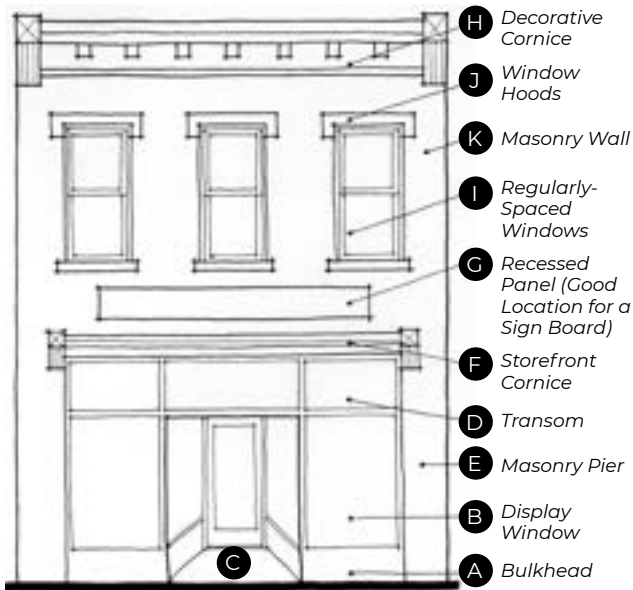 H Decorative
Cornice
J Window
Hoods
K Masonry Wall
I Regularly-
Spaced
Windows
G Recessed
Panel (Good
Location for a
Sign Board)
F Storefront
Cornice
D Transom
E Masonry Pier
B Display
Window
C
A Bulkhead